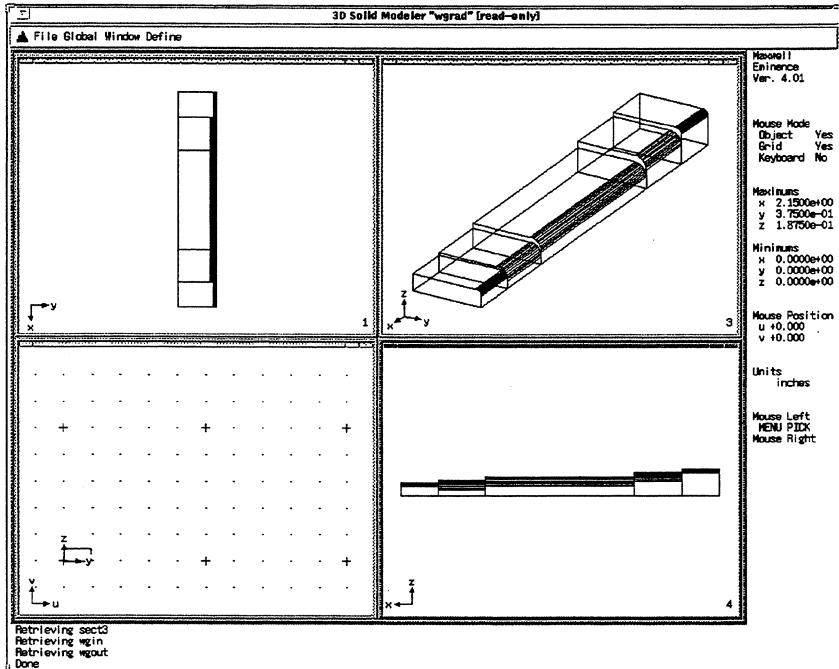 3D Solid Modeler "wgrad" [read-only]
File Global Window Define
Maxwell
Eminence
Ver. 4.01
Mouse Mode
Object Yes
Grid Yes
Keyboard No
Maximums
x 2.1500e+00
y 3.7500e-01
z 1.8750e-01
Minimums
x 0.0000e+00
y 0.0000e+00
z 0.0000e+00
Mouse Position
u +0.000
v +0.000
Units
inches
Mouse Left
MENU PICK
Mouse Right
y
x
1
z
x
y
3
z
y
v
u
z
x
4
Retrieving sect3
Retrieving wgin
Retrieving wgout
Done